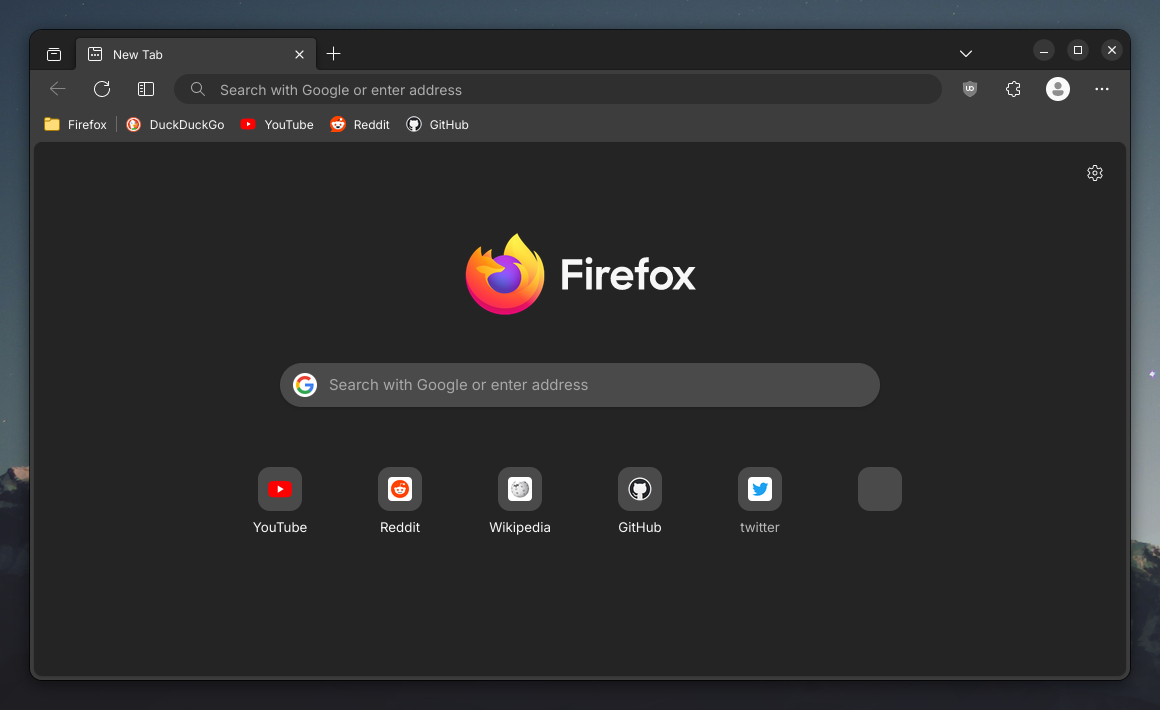 New Tab
Search with Google or enter address
Firefox DuckDuckGo YouTube Reddit GitHub
Firefox
Search with Google or enter address
YouTube Reddit Wikipedia GitHub twitter